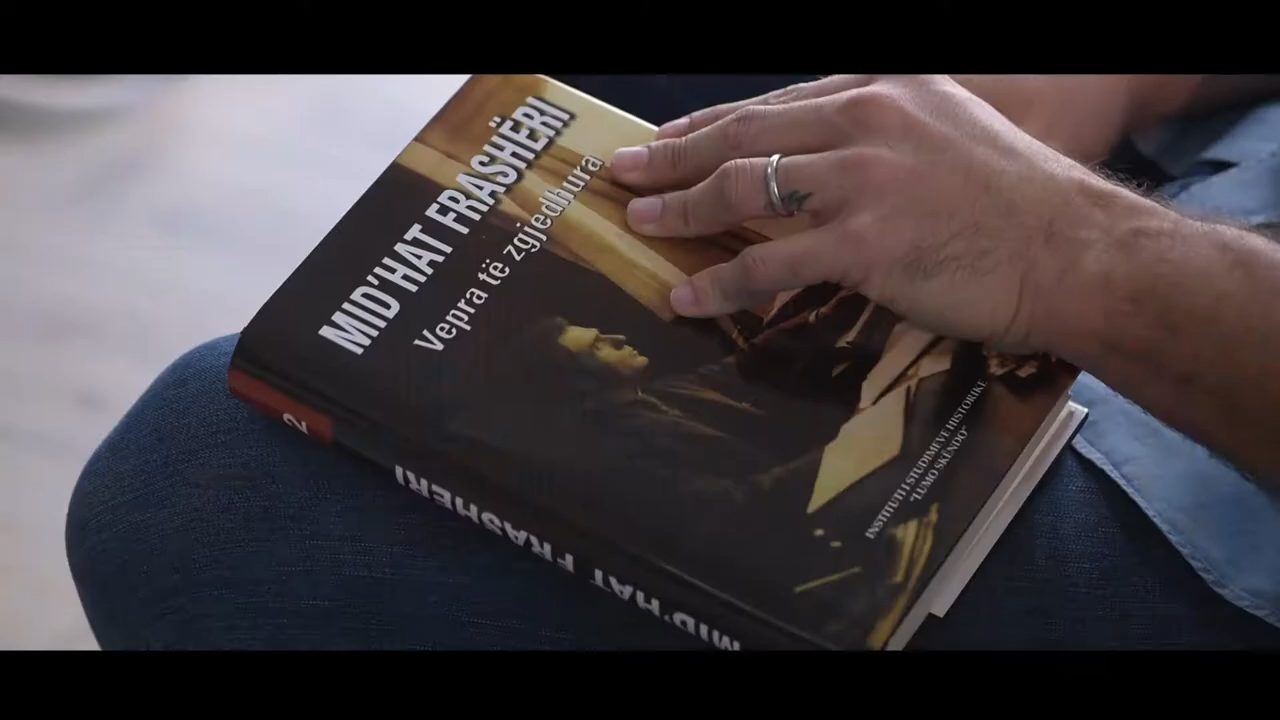 MID'HAT FRASHËRI
Vepra të zgjedhura
INSTITUTI I STUDIMEVE HISTORIKE
"LUMO SKËNDO"
2
MID'HAT FRASHËRI